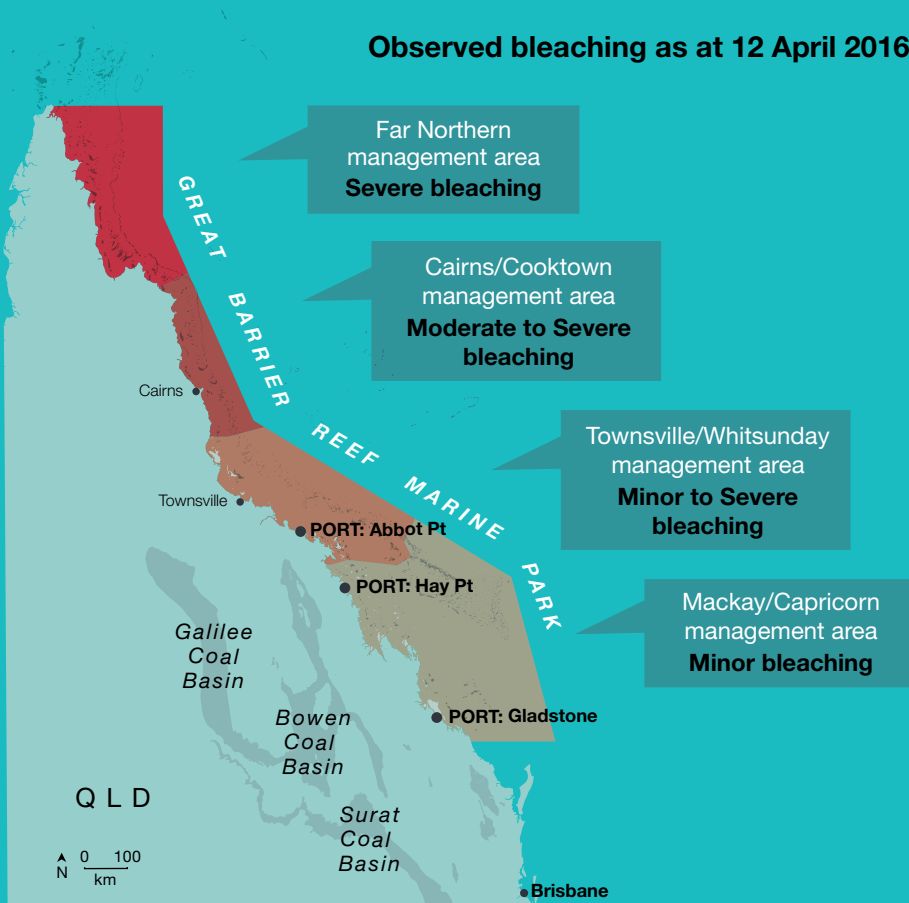 Observed bleaching as at 12 April 2016
Far Northern
management area
Severe bleaching
GREAT BARRIER REEF MARINE PARK
Cairns/Cooktown
management area
Moderate to Severe
bleaching
Cairns
Townsville/Whitsunday
management area
Minor to Severe
bleaching
Townsville
PORT: Abbot Pt
PORT: Hay Pt
Mackay/Capricorn
management area
Minor bleaching
Galilee
Coal
Basin
Bowen
Coal
Basin
PORT: Gladstone
QLD
Surat
Coal
Basin
N
0 100
km
Brisbane